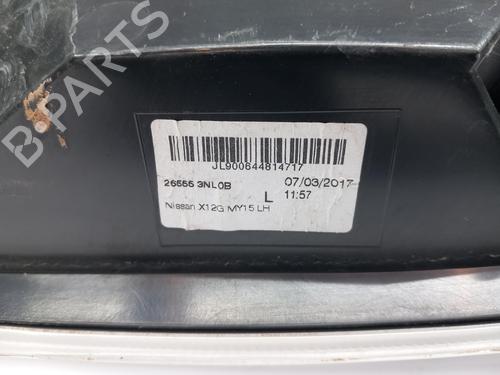 B-PARTS
JL900644814717
26555 3NL0B
07/03/2017
L
11:57
Nissan X12G MY15 LH